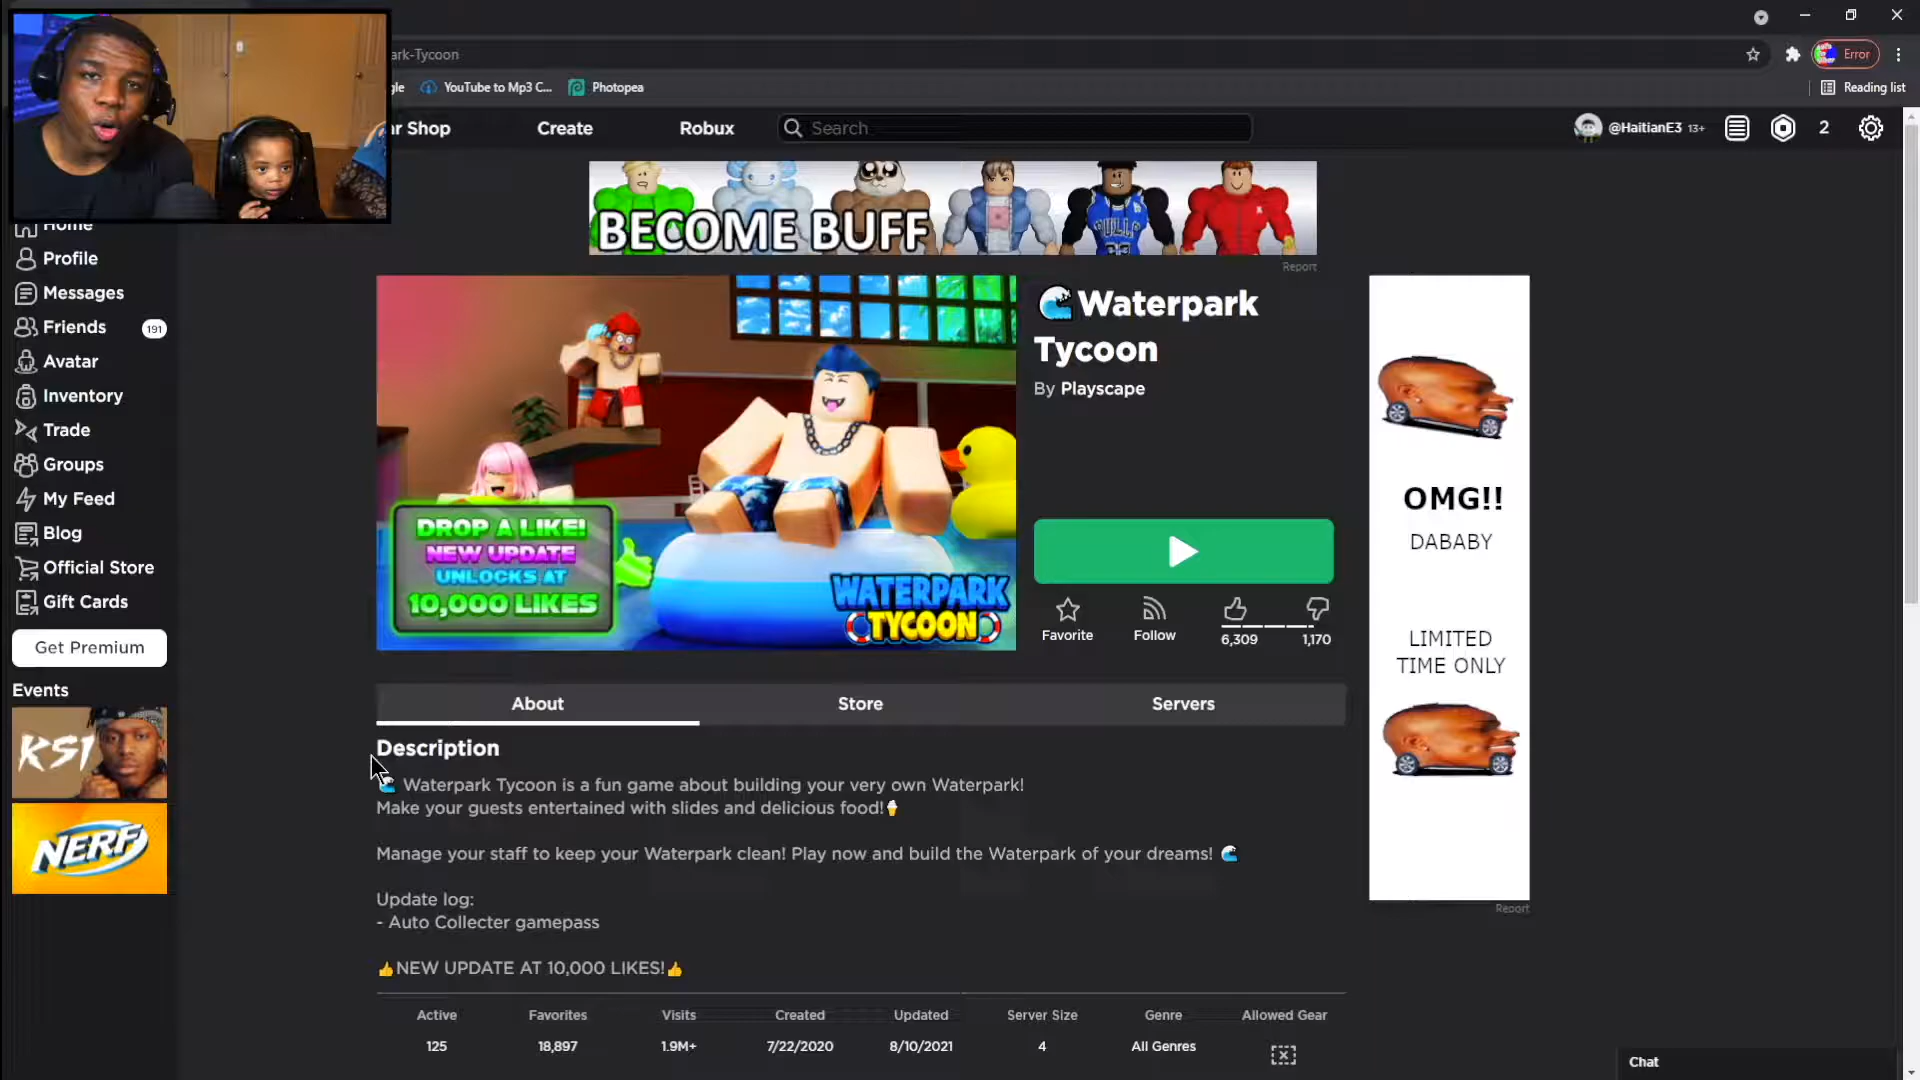 ark-Tycoon
Error
gle
YouTube to Mp3 C...
Photopea
Reading list
r Shop
Create
Robux
Search
@HaitianE3 13+
2
BECOME BUFF
BULLS
23
Report
Home
Profile
Messages
Friends
191
Avatar
Inventory
Trade
Groups
My Feed
Blog
Official Store
Gift Cards
Get Premium
Events
KSI
NERF
DROP A LIKE!
NEW UPDATE
UNLOCKS AT
10,000 LIKES
WATERPARK
TYCOON
Waterpark
Tycoon
By Playscape
Favorite
Follow
6,309
1,170
OMG!!
DABABY
LIMITED
TIME ONLY
Report
About
Store
Servers
Description
Waterpark Tycoon is a fun game about building your very own Waterpark!
Make your guests entertained with slides and delicious food!
Manage your staff to keep your Waterpark clean! Play now and build the Waterpark of your dreams!
Update log:
- Auto Collecter gamepass
NEW UPDATE AT 10,000 LIKES!
Active
Favorites
Visits
Created
Updated
Server Size
Genre
Allowed Gear
125
18,897
1.9M+
7/22/2020
8/10/2021
4
All Genres
Chat